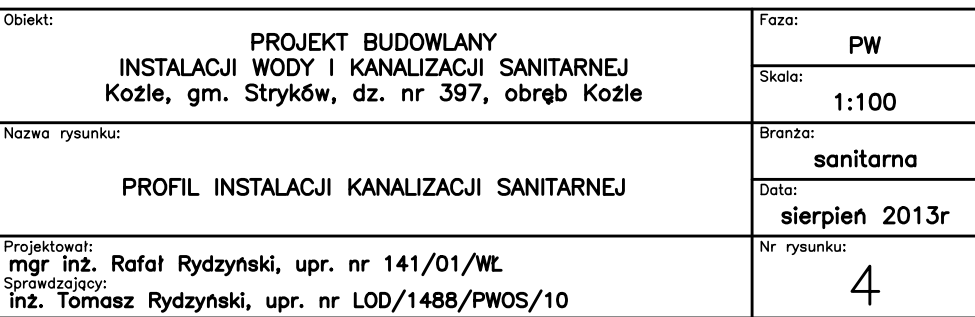 Obiekt:
PROJEKT BUDOWLANY
INSTALACJI WODY I KANALIZACJI SANITARNEJ
Koźle, gm. Stryków, dz. nr 397, obręb Koźle
Faza:
PW
Skala:
1:100
Nazwa rysunku:
PROFIL INSTALACJI KANALIZACJI SANITARNEJ
Branża:
sanitarna
Data:
sierpień 2013r
Projektował:
mgr inż. Rafał Rydzyński, upr. nr 141/01/WŁ
Sprawdzający:
inż. Tomasz Rydzyński, upr. nr LOD/1488/PWOS/10
Nr rysunku:
4